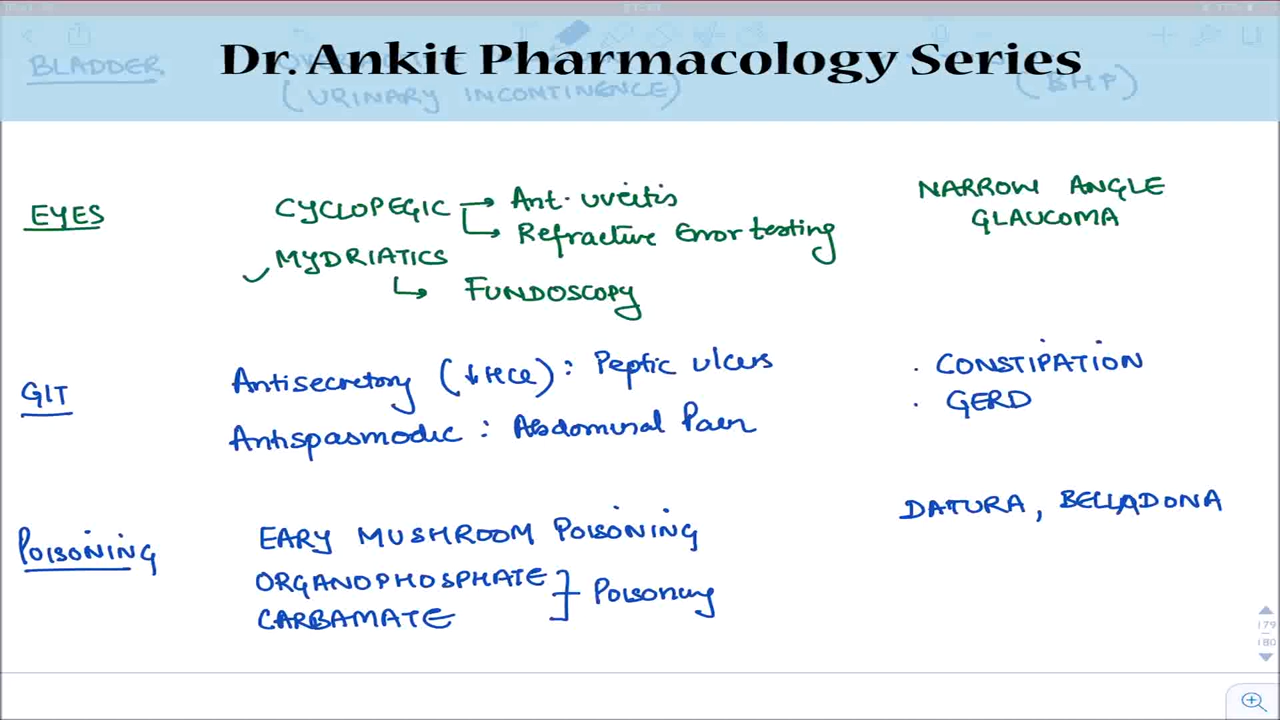 Dr. Ankit Pharmacology Series
BLADDER
(URINARY INCONTINENCE)
(BHP)
EYES
CYCLOPEGIC → Ant. uveitis
→ Refractive Error testing
MYDRIATICS
FUNDOSCOPY
NARROW ANGLE
GLAUCOMA
GIT
Antisecretory (↓HCl) : Peptic ulcers
Antispasmodic : Abdominal Pain
. CONSTIPATION
. GERD
POISONING
EARY MUSHROOM POISONING
ORGANOPHOSPHATE
CARBAMATE
Poisoning
DATURA, BELLADONA
179
180